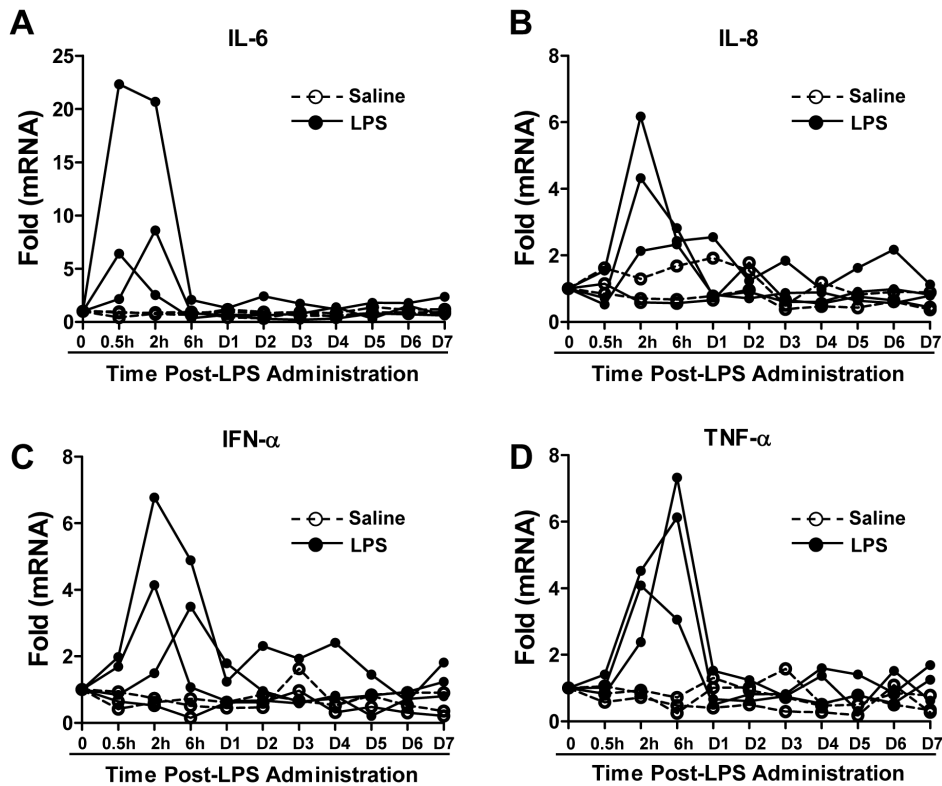 A
IL-6
25
20
15
10
5
0
Fold (mRNA)
Saline
LPS
0 0.5h 2h 6h D1 D2 D3 D4 D5 D6 D7
Time Post-LPS Administration
B
IL-8
8
6
4
2
0
Fold (mRNA)
Saline
LPS
0 0.5h 2h 6h D1 D2 D3 D4 D5 D6 D7
Time Post-LPS Administration
C
IFN-α
8
6
4
2
0
Fold (mRNA)
Saline
LPS
0 0.5h 2h 6h D1 D2 D3 D4 D5 D6 D7
Time Post-LPS Administration
D
TNF-α
8
6
4
2
0
Fold (mRNA)
Saline
LPS
0 0.5h 2h 6h D1 D2 D3 D4 D5 D6 D7
Time Post-LPS Administration